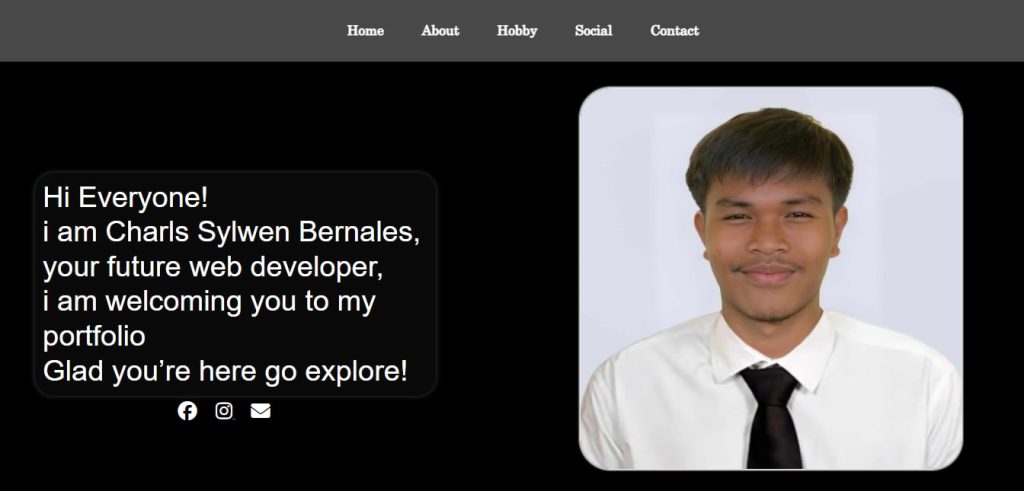 Home About Hobby Social Contact
Hi Everyone!
i am Charls Sylwen Bernales,
your future web developer,
i am welcoming you to my
portfolio
Glad you’re here go explore!